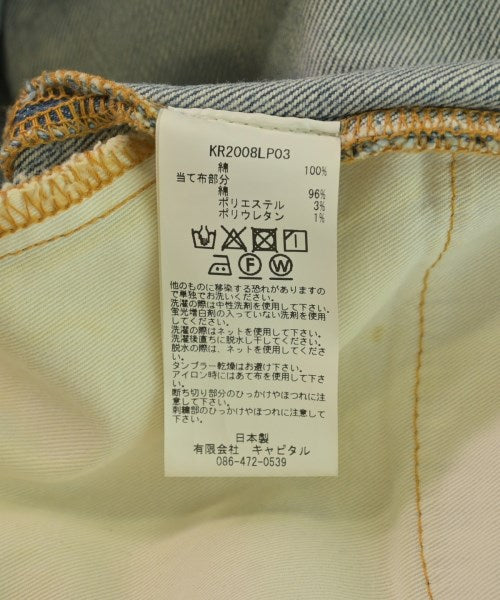 KR2008LP03
綿 100%
当て布部分
綿 96%
ポリエステル 3%
ポリウレタン 1%
F W
他のものに移染する恐れがありますの
で単独でお洗いください。
洗濯の際は中性洗剤を使用して下さい。
蛍光増白剤の入っていない洗剤を使用
して下さい。
洗濯の際はネットを使用して下さい。
洗濯後直ちに脱水し干してください。
脱水の際は、ネットを使用して下さ
い。
タンブラー乾燥はお避け下さい。
アイロン時にはあて布を使用して下さ
い。
断ち切り部分のひっかけやほつれに注
意して下さい。
刺繍部のひっかけやほつれに注意して
下さい。
日本製
有限会社 キャピタル
086-472-0539